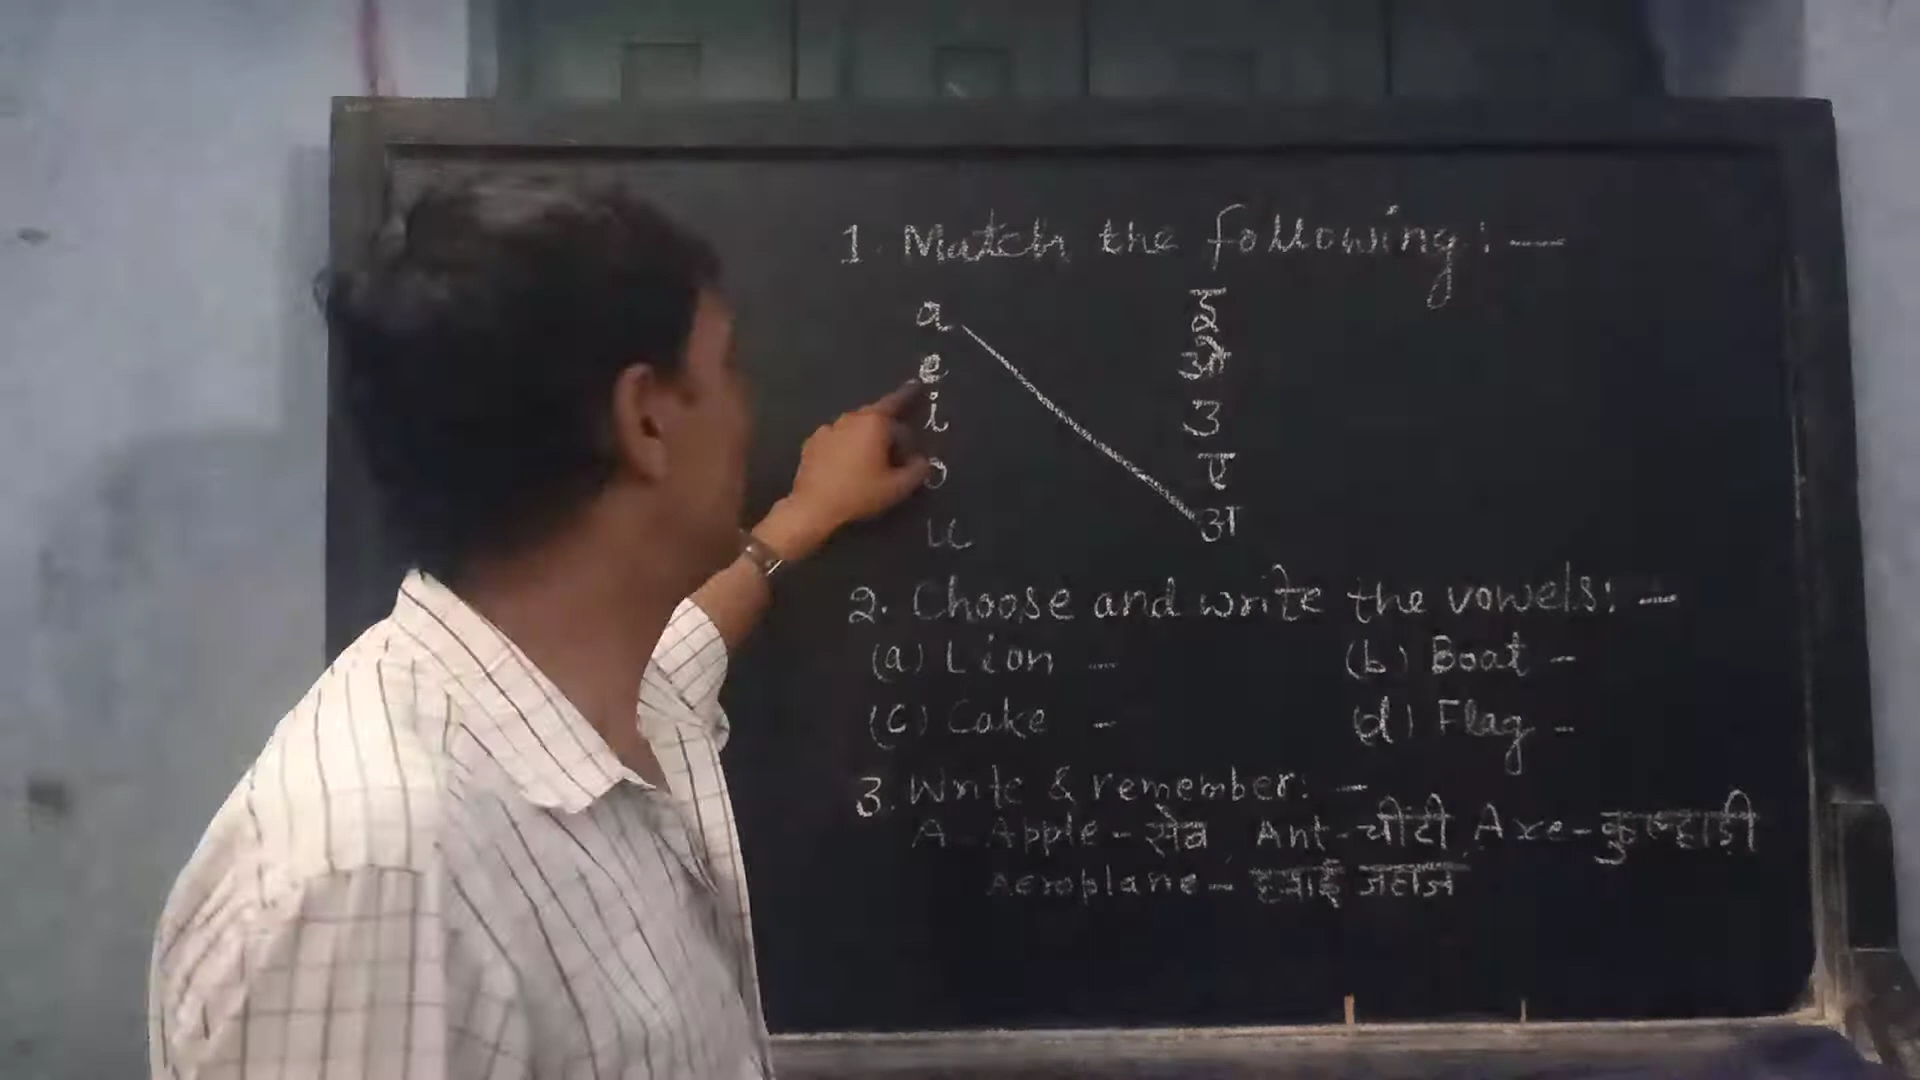 1. Match the following:—
a इ
e ओ
i उ
o ए
u अ
2. Choose and write the vowels:—
(a) Lion - (b) Boat -
(c) Cake - (d) Flag -
3. Write & remember:—
A - Apple - सेब Ant - चींटी Axe - कुल्हाड़ी
Aeroplane - हवाई जहाज